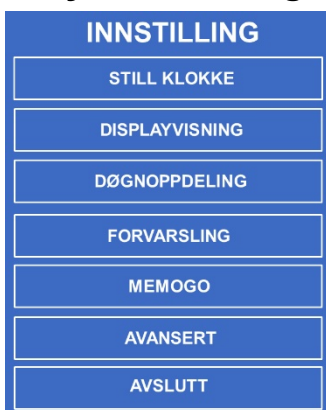 INNSTILLING
STILL KLOKKE
DISPLAYVISNING
DØGNOPPDELING
FORVARSLING
MEMOGO
AVANSERT
AVSLUTT